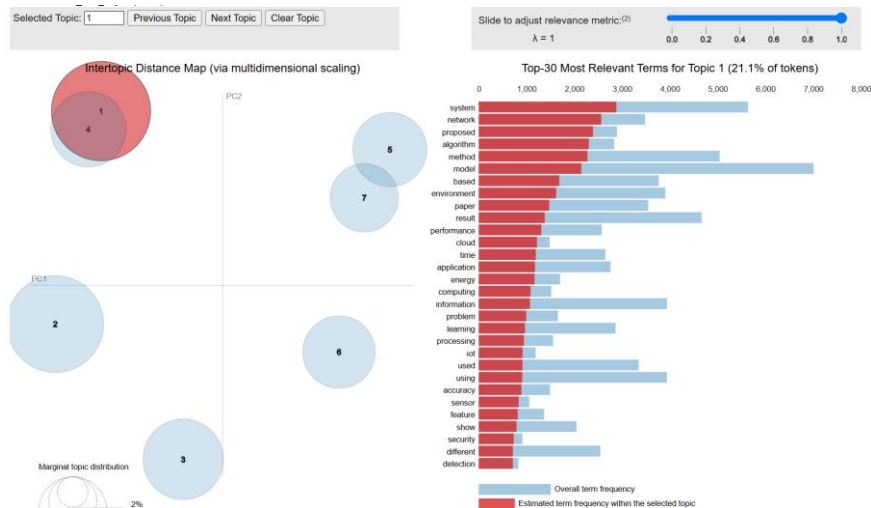 Selected Topic: 1 Previous Topic Next Topic Clear Topic
Slide to adjust relevance metric:(2)
λ = 1
0.0 0.2 0.4 0.6 0.8 1.0
Intertopic Distance Map (via multidimensional scaling)
PC2
PC1
1
4
5
7
2
6
3
Marginal topic distribution
2%
Top-30 Most Relevant Terms for Topic 1 (21.1% of tokens)
0 1,000 2,000 3,000 4,000 5,000 6,000 7,000 8,000
system
network
proposed
algorithm
method
model
based
environment
paper
result
performance
cloud
time
application
energy
computing
information
problem
learning
processing
iot
used
using
accuracy
sensor
feature
show
security
different
detection
Overall term frequency
Estimated term frequency within the selected topic